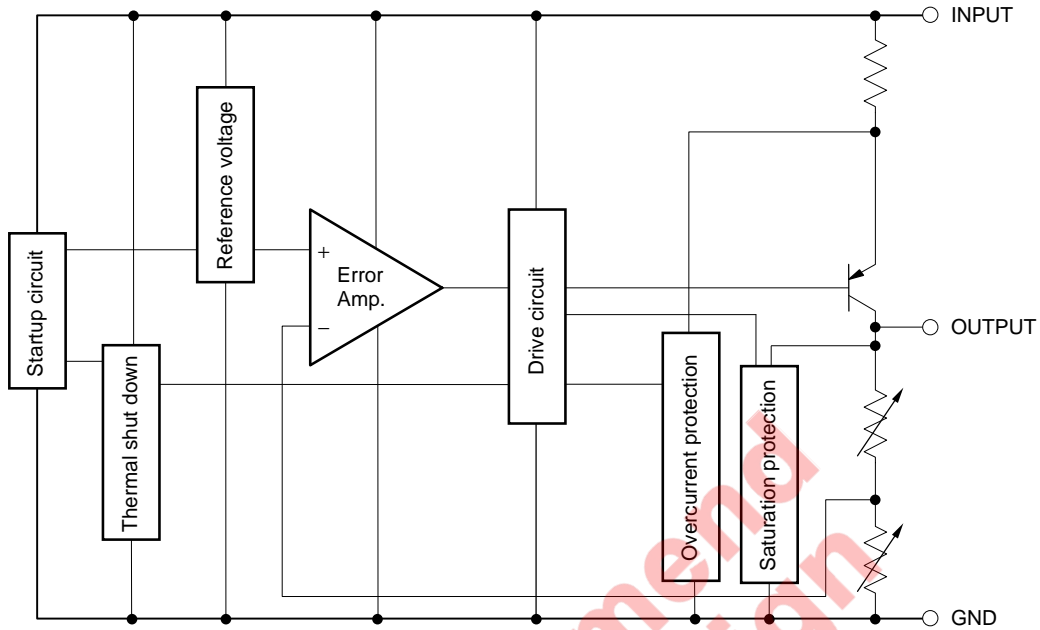 INPUT
Reference voltage
Startup circuit
+
Error
Amp.
−
Drive circuit
OUTPUT
Thermal shut down
Overcurrent protection
Saturation protection
GND